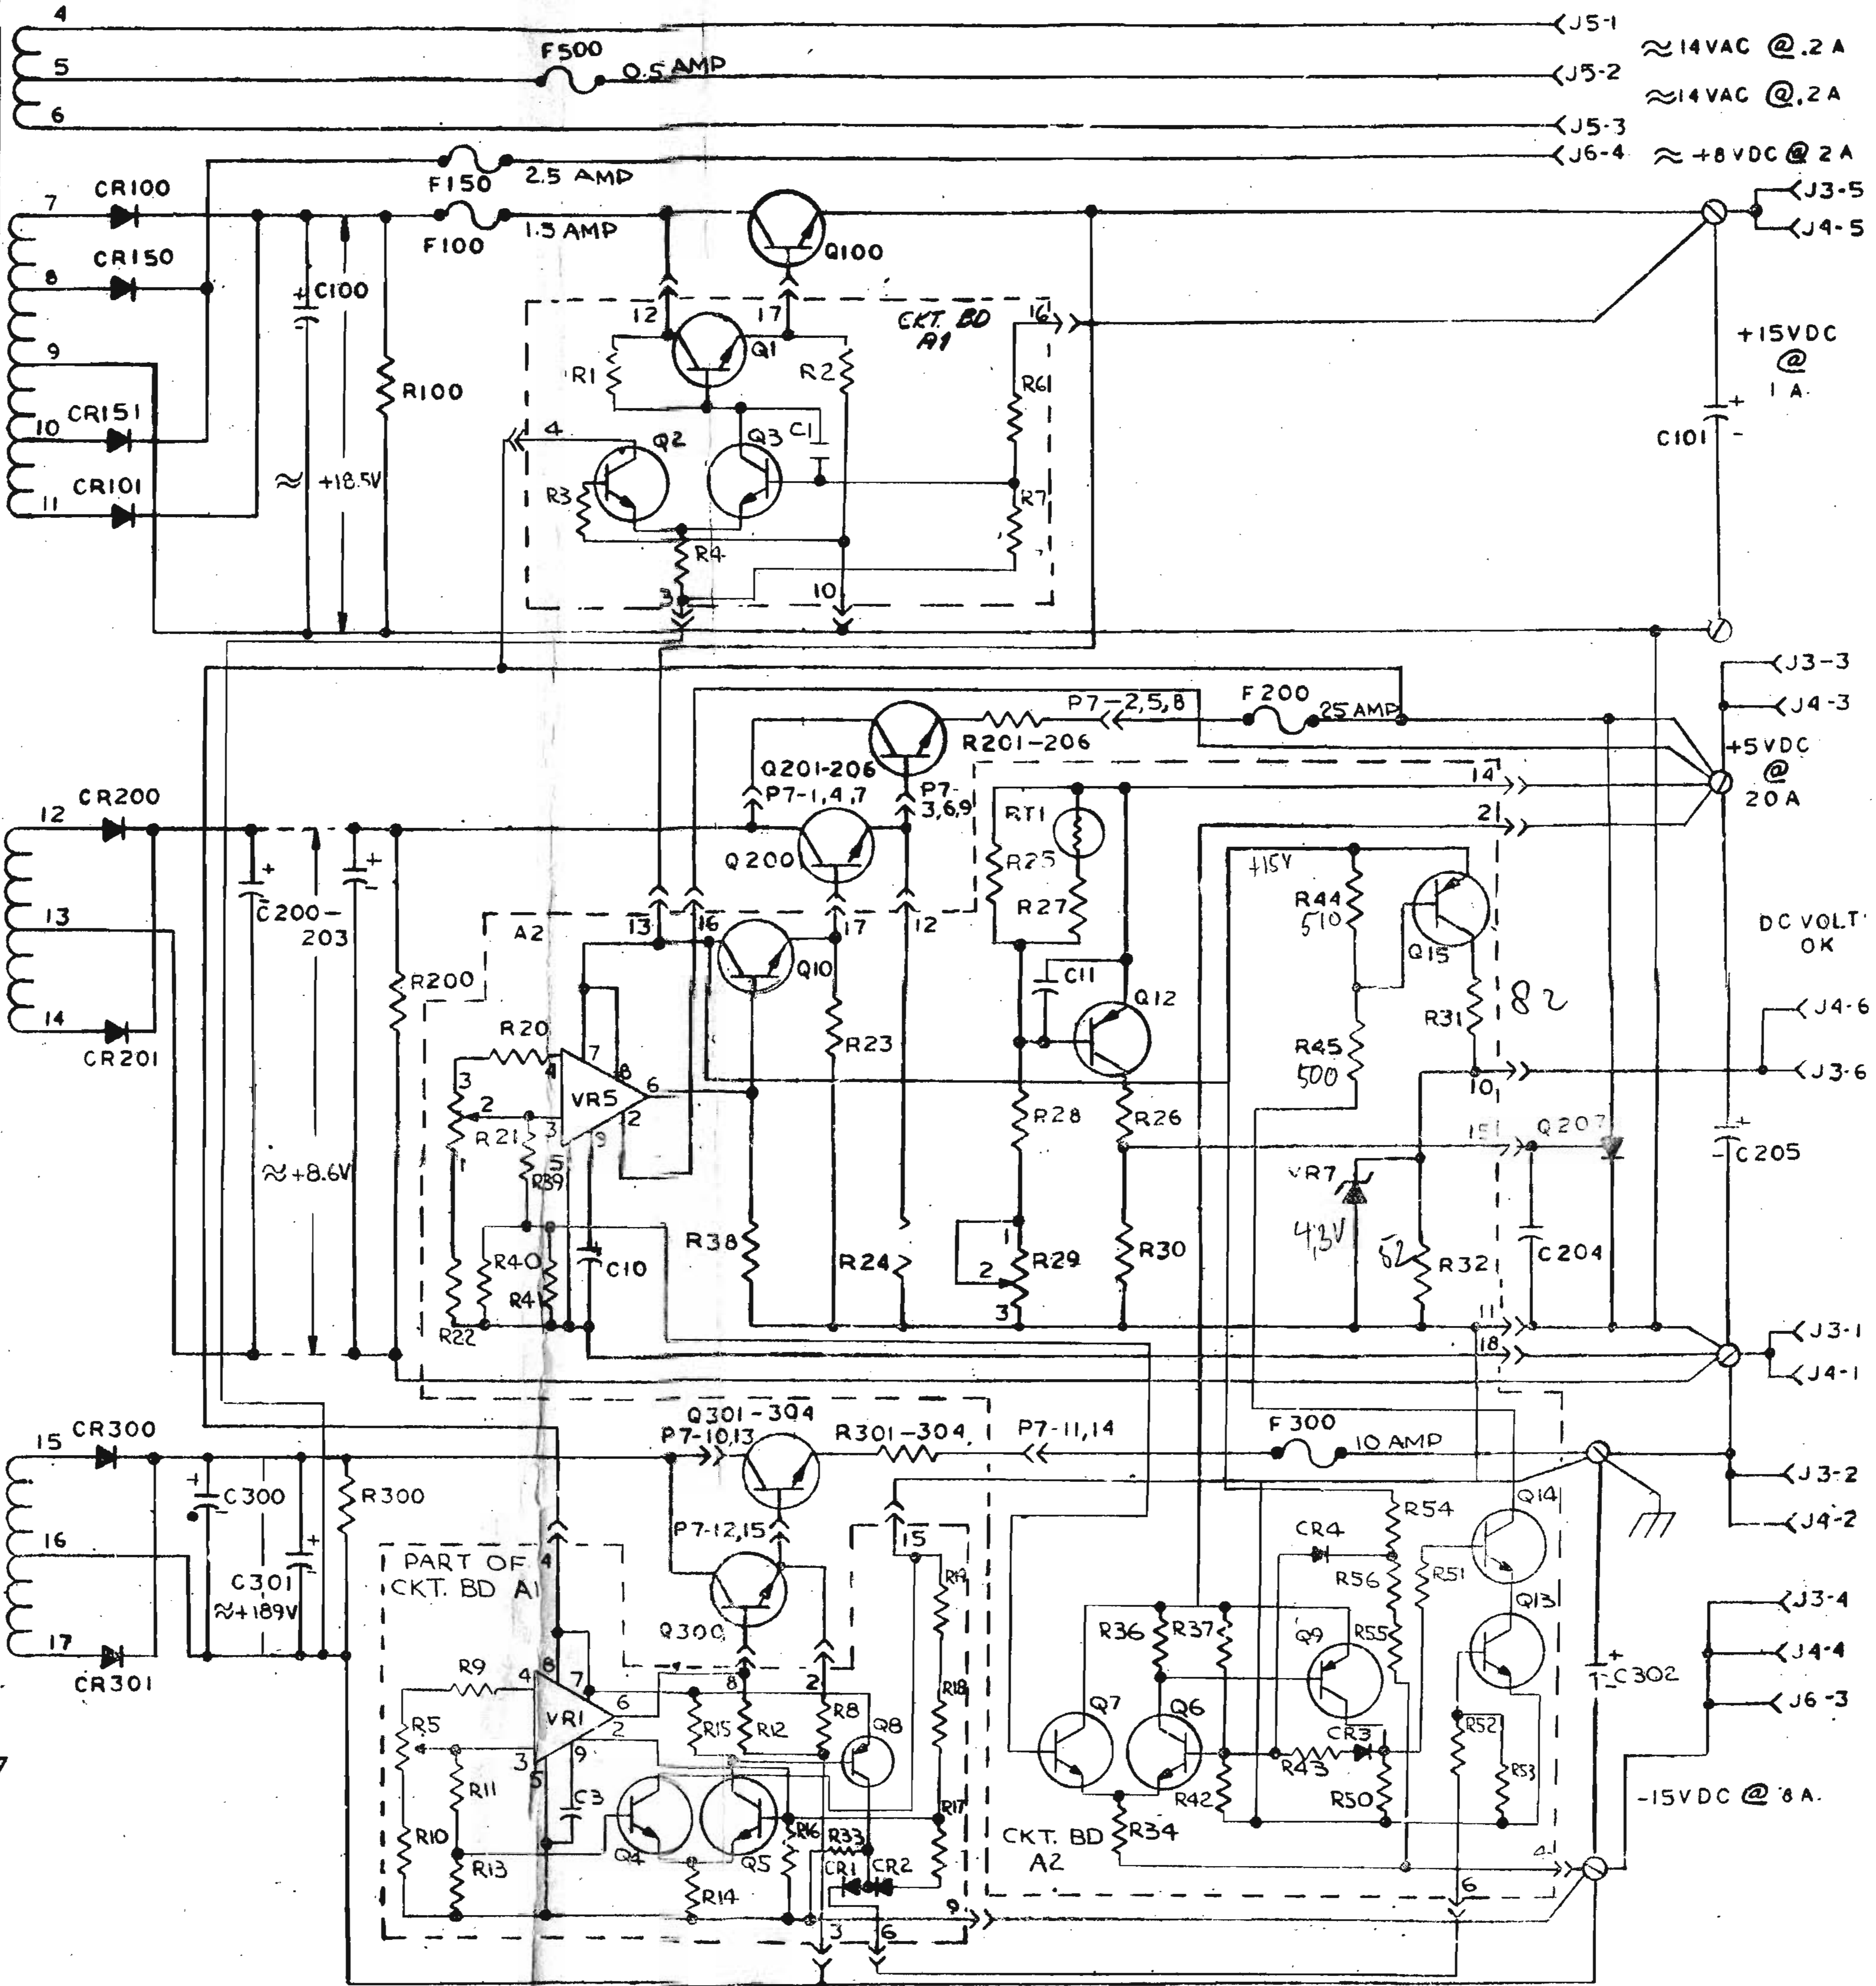 4
J5-1
F500
≈14VAC @ .2 A
5
0.5 AMP
J5-2
≈14 VAC @ .2 A
6
J5-3
J6-4 ≈ +8 VDC @ 2 A
F150
2.5 AMP
CR100
J3-5
7
F100
1.3 AMP
Q100
J4-5
CR150
8
C100
+
12
17
CKT. BD
A1
16
Q1
R1
R2
R6
+15VDC
@
1 A.
9
R100
C101
+
-
CR151
10
4
Q2
Q3
C1
≈ +18.5V
CR101
11
R3
R7
R4
3
10
J3-3
F 200
25 AMP
P7-2,5,8
J4-3
R201-206
+5 VDC
@
20 A
Q201-206
P7-1,4,7
P7-
3,6,9
14
2
CR200
12
RT1
Q200
R25
+15V
R44
510
R27
Q15
C200-
203
+
-
+
-
13
13
16
17
12
A2
Q10
DC VOLT
OK
R200
C11
Q12
J4-6
14
CR201
R20
R23
R31
82
R45
500
J3-6
10
3
2
1
4
7
8
6
VR5
2
3
9
5
R21
R39
R28
R26
15
Q207
+
-
C205
≈+8.6V
VR7
4,3V
R38
R24
1
2
3
R29
R30
52
R32
C204
R40
R41
C10
R22
11
18
J3-1
J4-1
Q301-304
P7-10,13
R301-304
P7-11,14
F 300
10 AMP
CR300
15
J3-2
C300
+
-
R300
R54
Q14
J4-2
P7-12,15
15
CR4
16
PART OF
CKT. BD A1
4
R19
R56
R51
C301
≈+189V
+
-
J3-4
Q13
R36
R37
Q9
R55
17
CR301
Q300
J4-4
+
-
C302
R9
4
8
7
6
8
2
R18
J6-3
VR1
2
R15
R12
R8
Q8
Q7
Q6
CR3
R52
R5
3
5
9
R43
R53
-15VDC @ 8 A.
R11
C3
R42
R50
R17
R10
R13
Q4
Q5
R16
R33
CR1
CR2
CKT. BD
A2
R34
4
R14
6
9
3
6